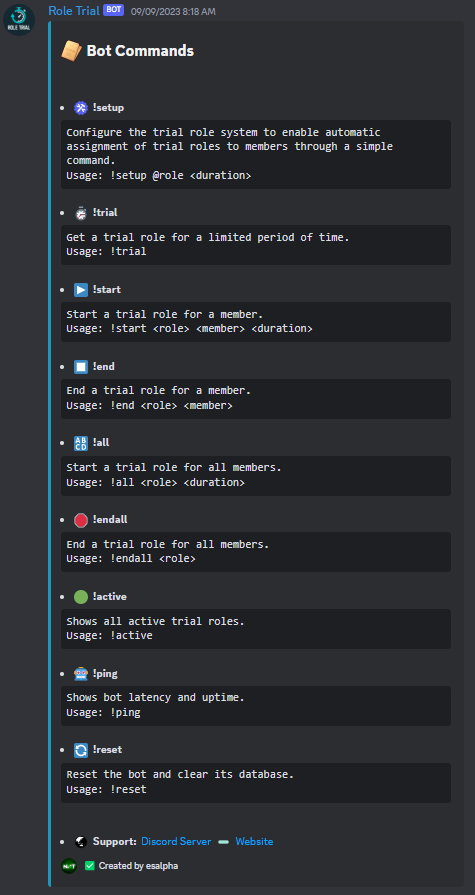 Role Trial BOT 09/09/2023 8:18 AM
ROLE TRIAL
Bot Commands
!setup
Configure the trial role system to enable automatic
assignment of trial roles to members through a simple
command.
Usage: !setup @role <duration>
!trial
Get a trial role for a limited period of time.
Usage: !trial
!start
Start a trial role for a member.
Usage: !start <role> <member> <duration>
!end
End a trial role for a member.
Usage: !end <role> <member>
!all
Start a trial role for all members.
Usage: !all <role> <duration>
!endall
End a trial role for all members.
Usage: !endall <role>
!active
Shows all active trial roles.
Usage: !active
!ping
Shows bot latency and uptime.
Usage: !ping
!reset
Reset the bot and clear its database.
Usage: !reset
Support: Discord Server ━ Website
Created by esalpha